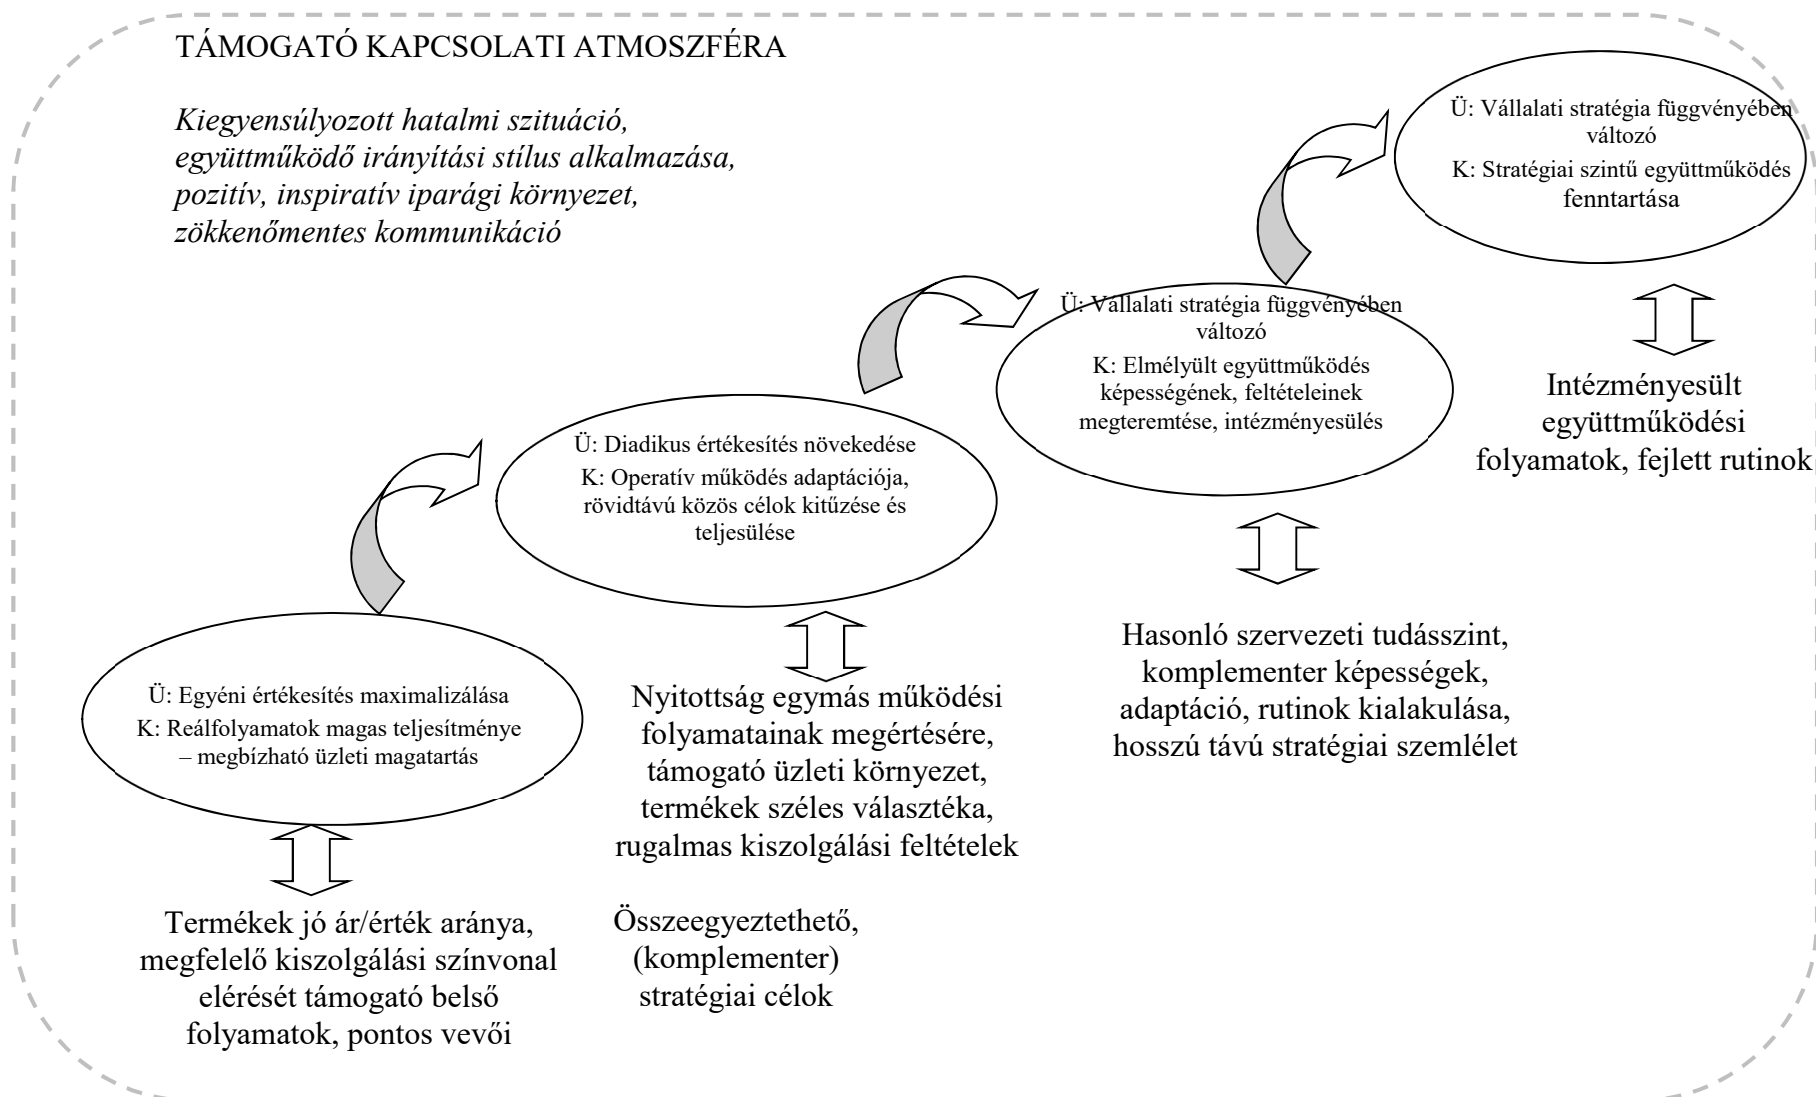 TÁMOGATÓ KAPCSOLATI ATMOSZFÉRA
Kiegyensúlyozott hatalmi szituáció,
együttműködő irányítási stílus alkalmazása,
pozitív, inspiratív iparági környezet,
zökkenőmentes kommunikáció
Ü: Vállalati stratégia függvényében
változó
K: Stratégiai szintű együttműködés
fenntartása
Intézményesült
együttműködési
folyamatok, fejlett rutinok
Ü: Vállalati stratégia függvényében
változó
K: Elmélyült együttműködés
képességének, feltételeinek
megteremtése, intézményesülés
Hasonló szervezeti tudásszint,
komplementer képességek,
adaptáció, rutinok kialakulása,
hosszú távú stratégiai szemlélet
Ü: Diadikus értékesítés növekedése
K: Operatív működés adaptációja,
rövidtávú közös célok kitűzése és
teljesülése
Nyitottság egymás működési
folyamatainak megértésére,
támogató üzleti környezet,
termékek széles választéka,
rugalmas kiszolgálási feltételek
Összeegyeztethető,
(komplementer)
stratégiai célok
Ü: Egyéni értékesítés maximalizálása
K: Reálfolyamatok magas teljesítménye
– megbízható üzleti magatartás
Termékek jó ár/érték aránya,
megfelelő kiszolgálási színvonal
elérését támogató belső
folyamatok, pontos vevői